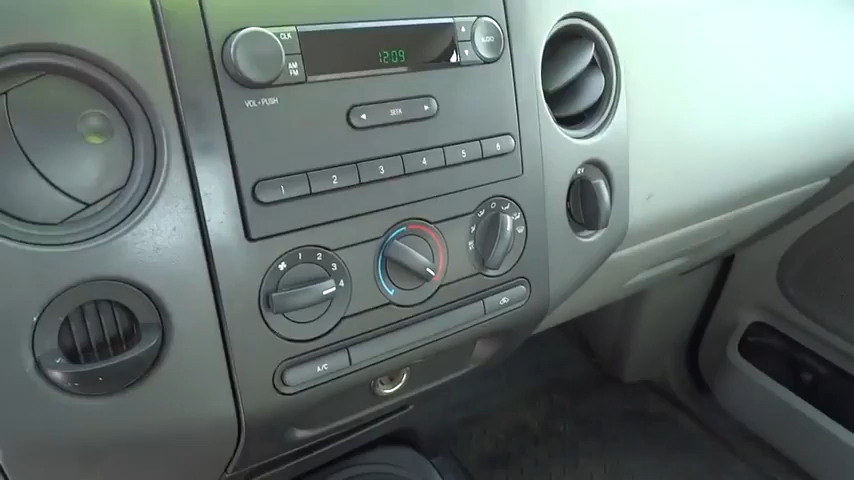 CLK
AUDIO
12:09
AM
FM
VOL • PUSH
SEEK
1 2 3 4 5 6
1 2 3 4
A/C